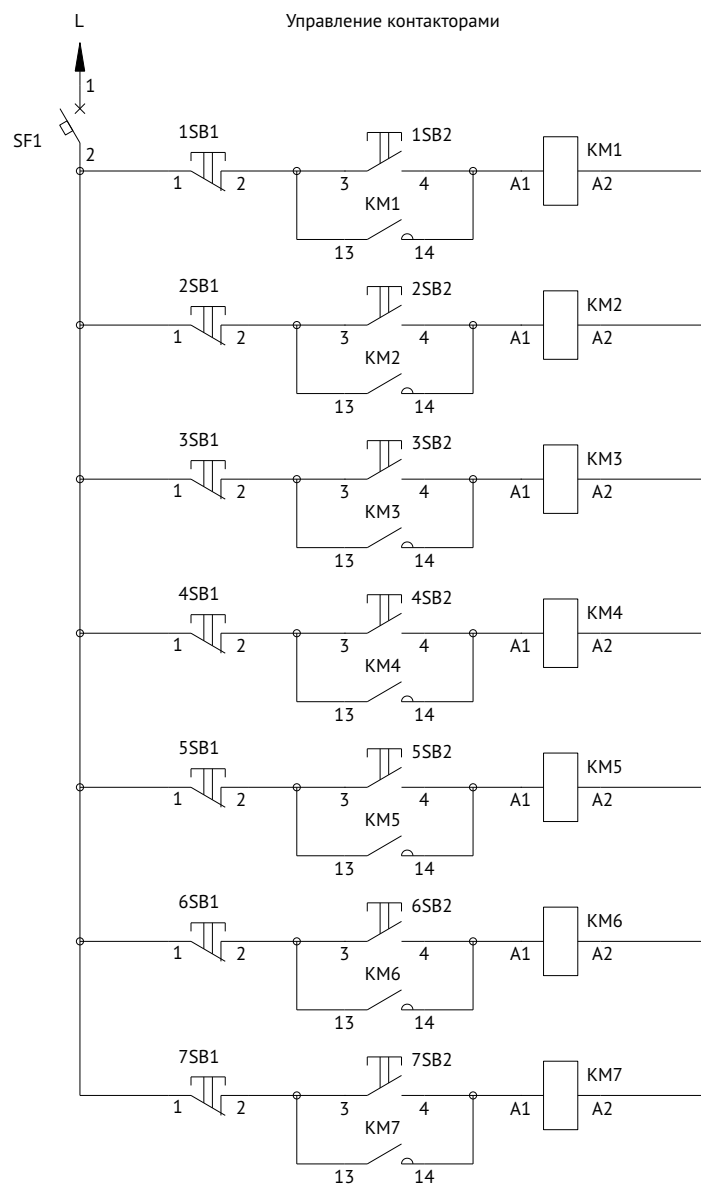 L Управление контакторами
1
SF1
2
1SB1 1SB2 KM1
1 2 3 4 A1 A2
KM1
13 14
2SB1 2SB2 KM2
1 2 3 4 A1 A2
KM2
13 14
3SB1 3SB2 KM3
1 2 3 4 A1 A2
KM3
13 14
4SB1 4SB2 KM4
1 2 3 4 A1 A2
KM4
13 14
5SB1 5SB2 KM5
1 2 3 4 A1 A2
KM5
13 14
6SB1 6SB2 KM6
1 2 3 4 A1 A2
KM6
13 14
7SB1 7SB2 KM7
1 2 3 4 A1 A2
KM7
13 14